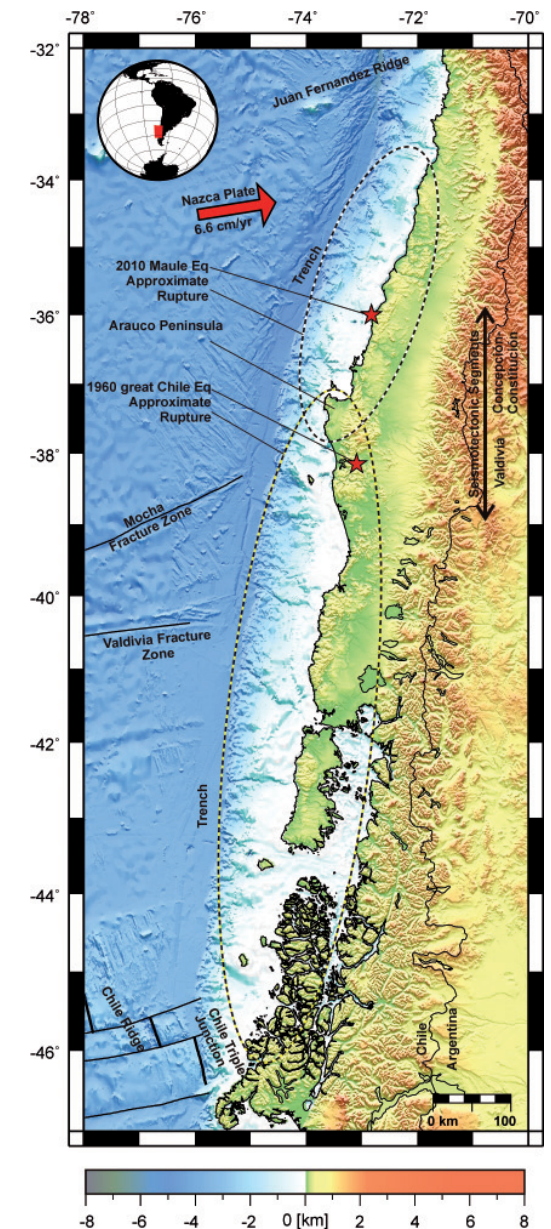 -78° -76° -74° -72° -70°
-32°
Juan Fernandez Ridge
-34°
Nazca Plate
6.6 cm/yr
Trench
2010 Maule Eq
Approximate
Rupture
-36°
Arauco Peninsula
1960 great Chile Eq
Approximate
Rupture
Seismotectonic Segments
Concepción-
Constitución
Valdivia
-38°
Mocha
Fracture Zone
-40°
Valdivia Fracture
Zone
-42°
Trench
-44°
Chile Ridge
Chile Triple
Junction
-46°
Chile
Argentina
0 km 100
-8 -6 -4 -2 0 [km] 2 4 6 8